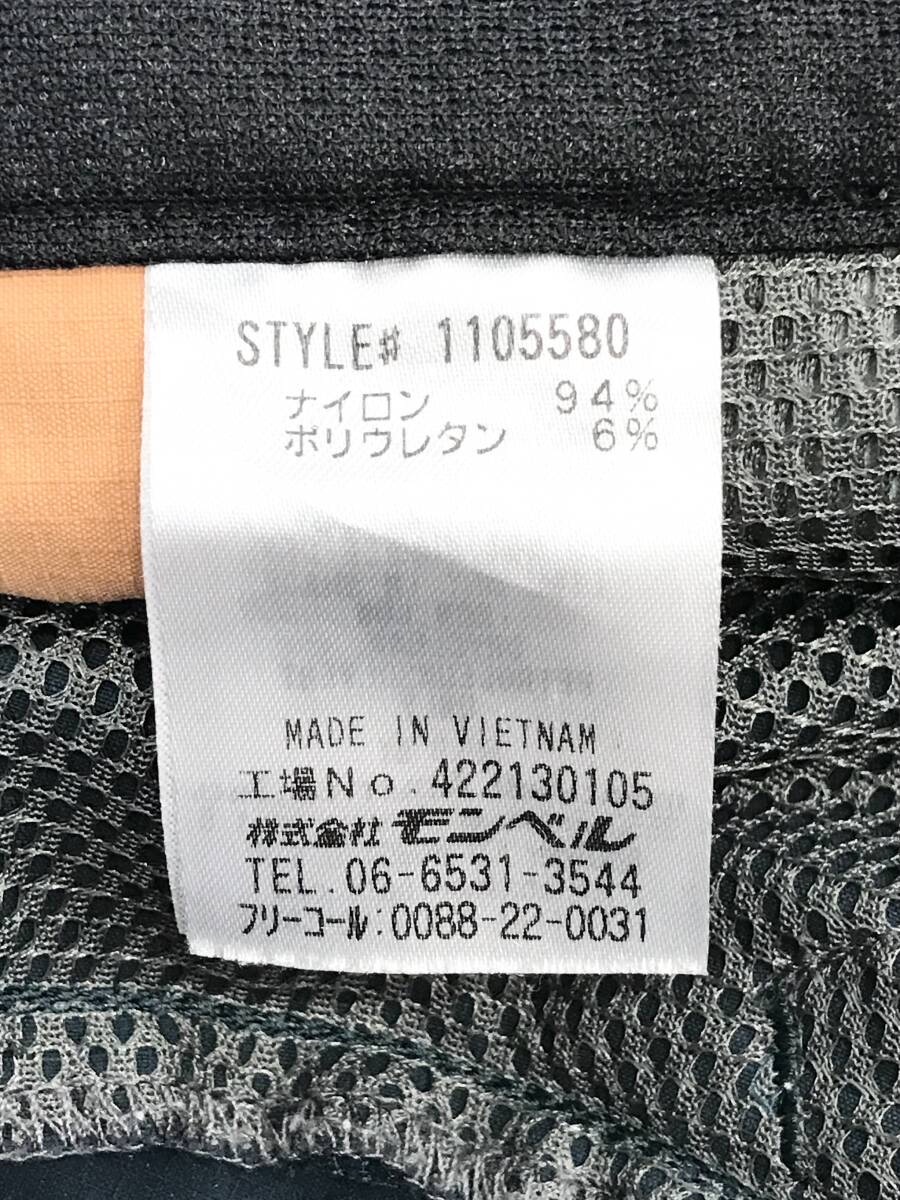 STYLE# 1105580
ナイロン 94%
ポリウレタン 6%
MADE IN VIETNAM
工場No.422130105
株式会社モンベル
TEL.06-6531-3544
フリーコール:0088-22-0031